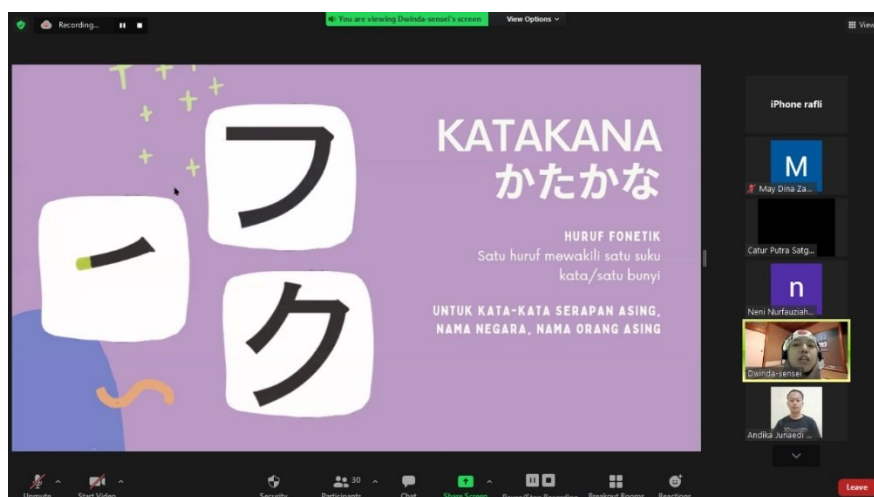 Recording...
You are viewing Dwinda-sensei's screen
View Options
View
フ
ー
ク
KATAKANA
かたかな
HURUF FONETIK
Satu huruf mewakili satu suku
kata/satu bunyi
UNTUK KATA-KATA SERAPAN ASING,
NAMA NEGARA, NAMA ORANG ASING
iPhone rafli
M
May Dina Za...
Catur Putra Satg...
n
Neni Nurfauziah...
Dwinda-sensei
Andika Junaedi ...
Unmute
Start Video
Security
Participants
30
Chat
Share Screen
Pause/Stop Recording
Breakout Rooms
Reactions
Leave